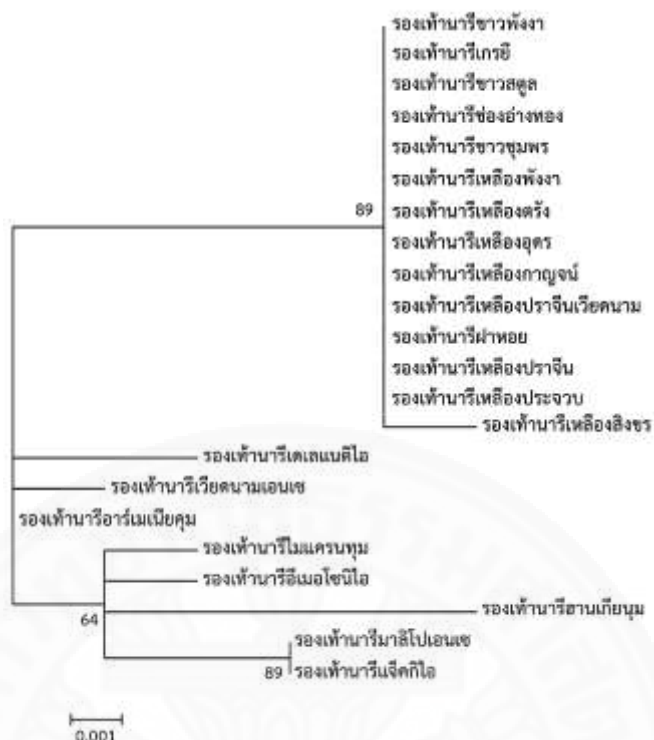 รองเท้านารีขาวพังงา
รองเท้านารีเกรยี
รองเท้านารีขาวสตูล
รองเท้านารีช่องอ่างทอง
รองเท้านารีขาวชุมพร
รองเท้านารีเหลืองพังงา
89
รองเท้านารีเหลืองตรัง
รองเท้านารีเหลืองอุดร
รองเท้านารีเหลืองกาญจน์
รองเท้านารีเหลืองปราจีนเวียดนาม
รองเท้านารีฝาหอย
รองเท้านารีเหลืองปราจีน
รองเท้านารีเหลืองประจวบ
รองเท้านารีเหลืองสิงขร
รองเท้านารีเดเลแนติไอ
รองเท้านารีเวียดนามเอนเซ
รองเท้านารีอาร์เมเนียคุม
รองเท้านารีไมแครนทุม
รองเท้านารีอีเมอโซนิไอ
รองเท้านารีฮานเกียนุม
64
รองเท้านารีมาลิโปเอนเซ
89 รองเท้านารีแจ็คกิไอ
0.001